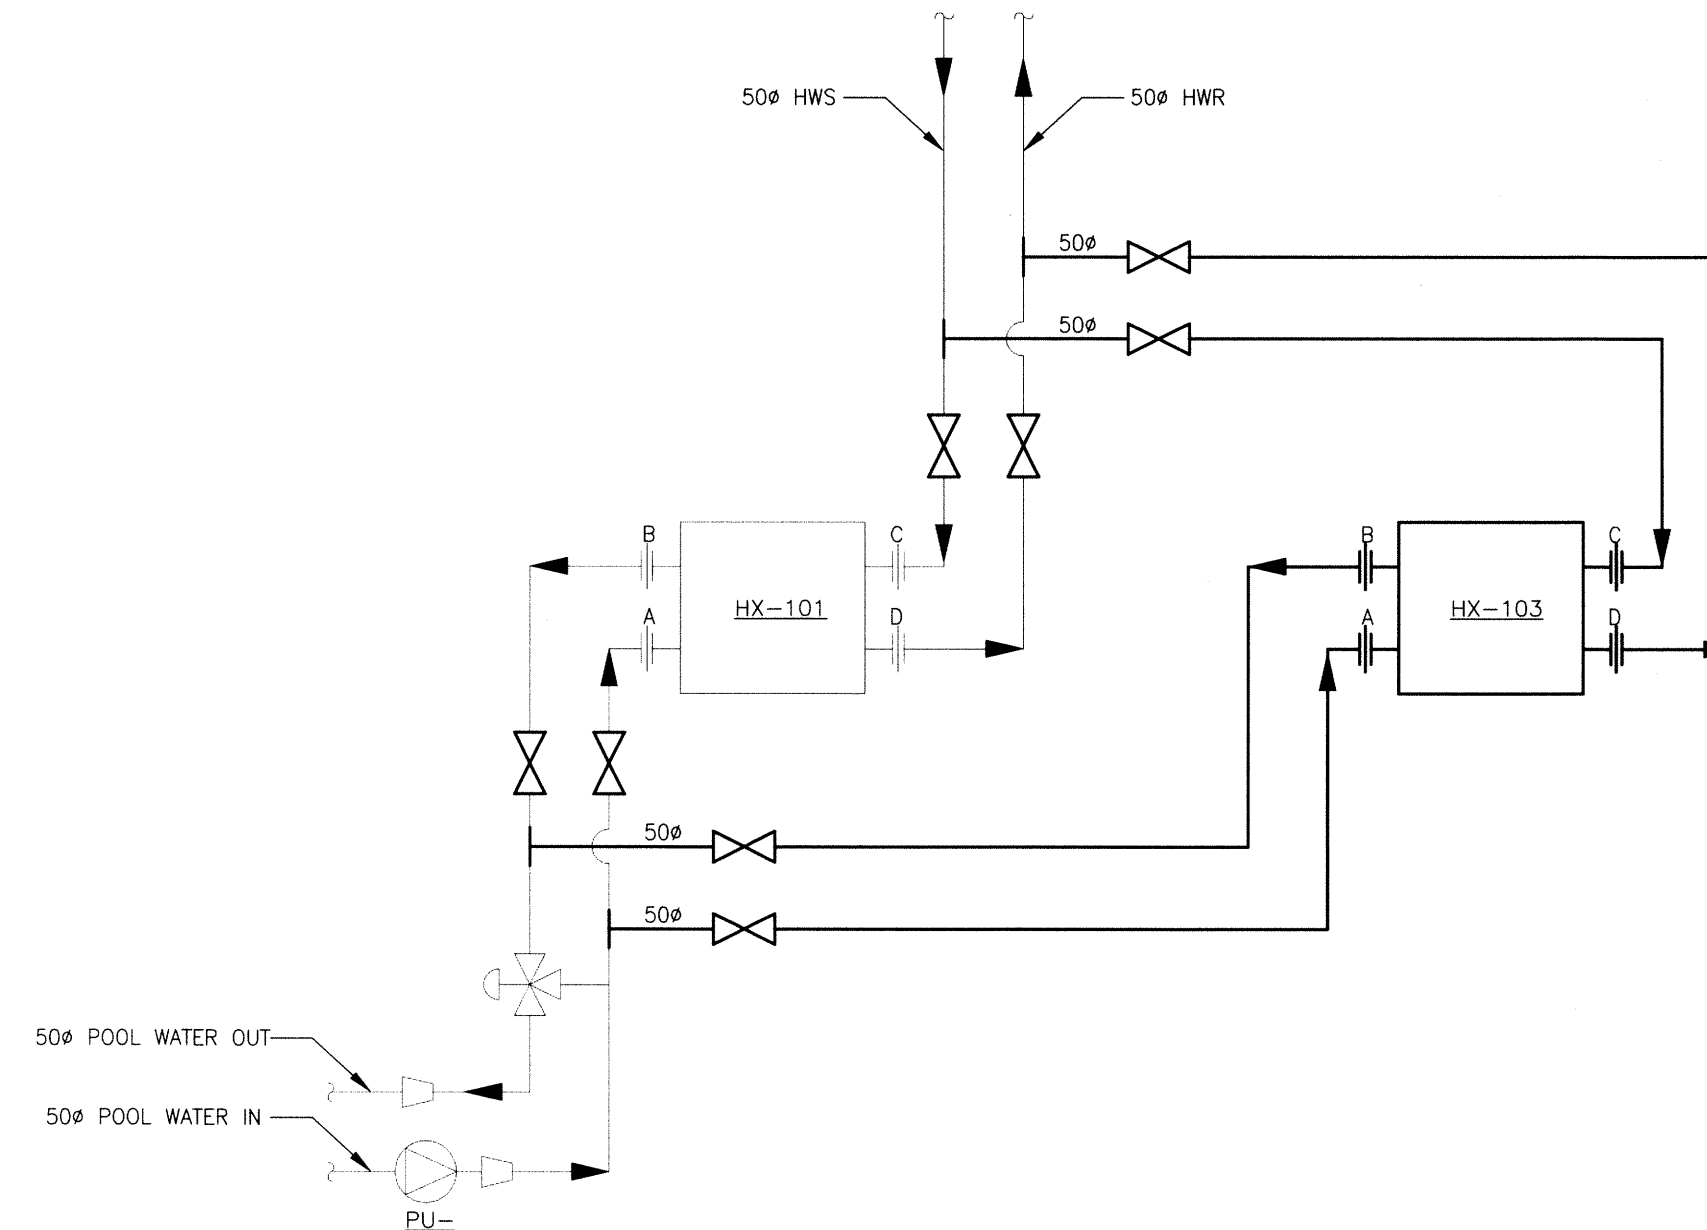 50ø HWS
50ø HWR
50ø
50ø
B
C
B
C
HX-101
HX-103
A
D
A
D
50ø
50ø
50ø POOL WATER OUT
50ø POOL WATER IN
PU-